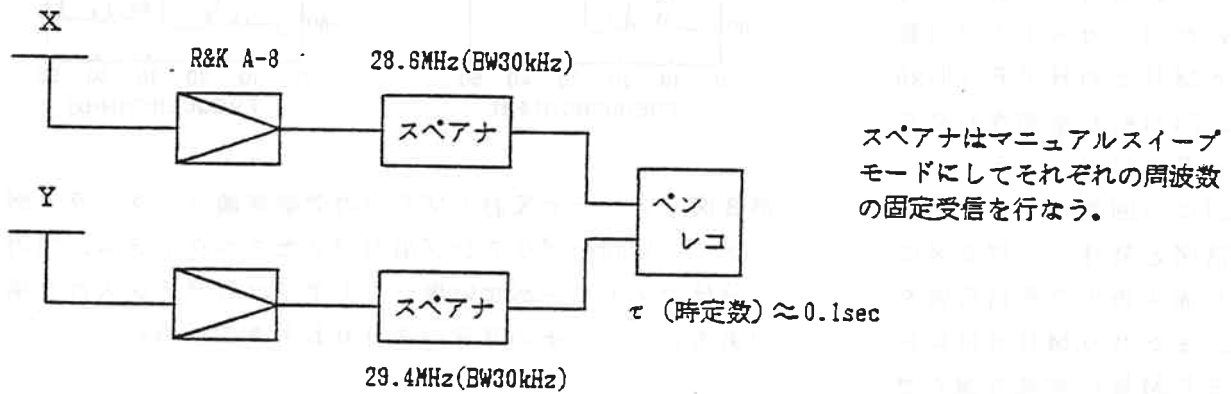 X
R&K A-8
28.6MHz(BW30kHz)
スペアナ
スペアナはマニュアルスイープ
モードにしてそれぞれの周波数
の固定受信を行なう。
Y
ペン
レコ
スペアナ
τ (時定数) ≈0.1sec
29.4MHz(BW30kHz)